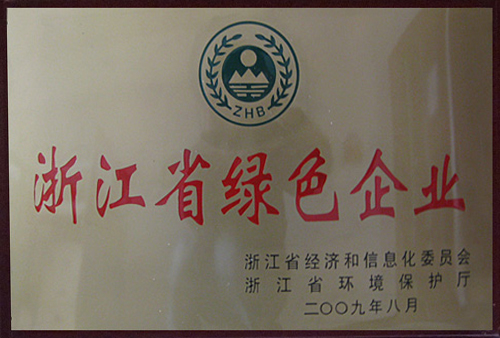 ZHB
浙江省绿色企业
浙江省经济和信息化委员会
浙江省环境保护厅
二〇〇九年八月